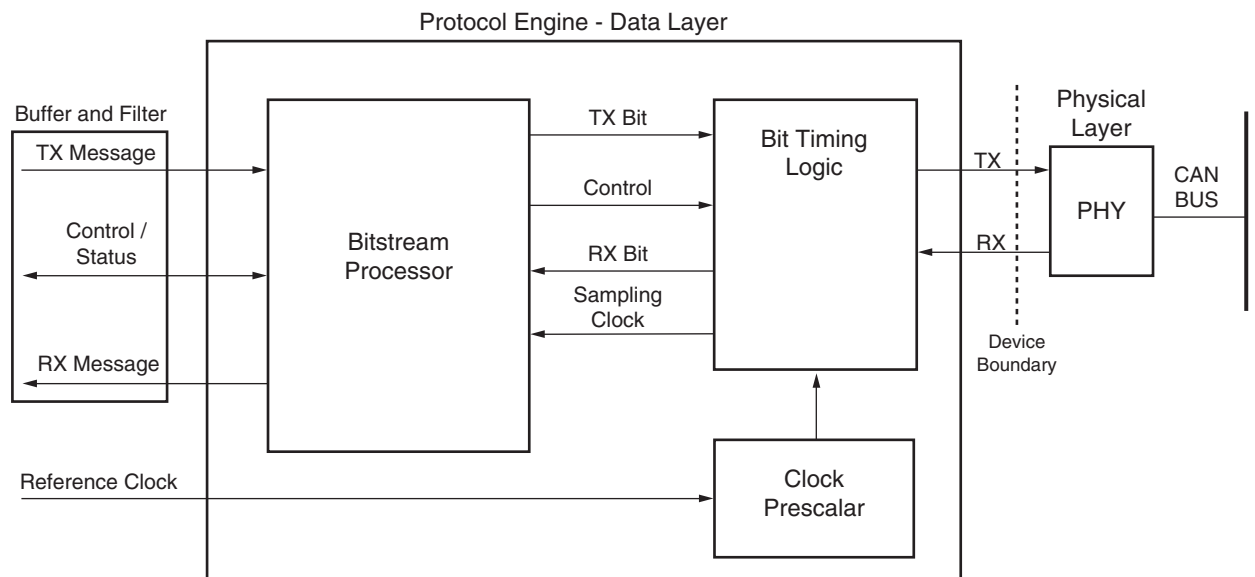 Protocol Engine - Data Layer
Buffer and Filter
TX Message
Control /
Status
RX Message
Reference Clock
Bitstream
Processor
TX Bit
Control
RX Bit
Sampling
Clock
Bit Timing
Logic
Clock
Prescalar
TX
RX
Device
Boundary
Physical
Layer
PHY
CAN
BUS